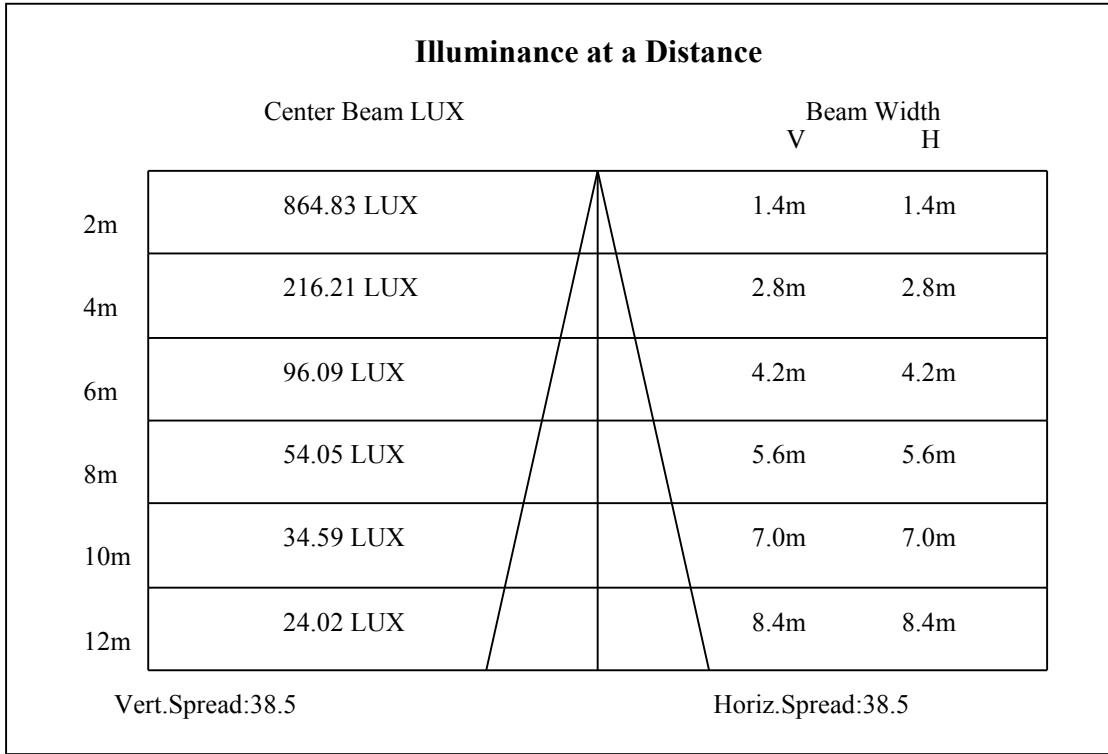 Illuminance at a Distance
Center Beam LUX Beam Width
V H
2m 864.83 LUX 1.4m 1.4m
4m 216.21 LUX 2.8m 2.8m
6m 96.09 LUX 4.2m 4.2m
8m 54.05 LUX 5.6m 5.6m
10m 34.59 LUX 7.0m 7.0m
12m 24.02 LUX 8.4m 8.4m
Vert.Spread:38.5 Horiz.Spread:38.5